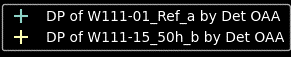 DP of W111-01_Ref_a by Det OAA
DP of W111-15_50h_b by Det OAA